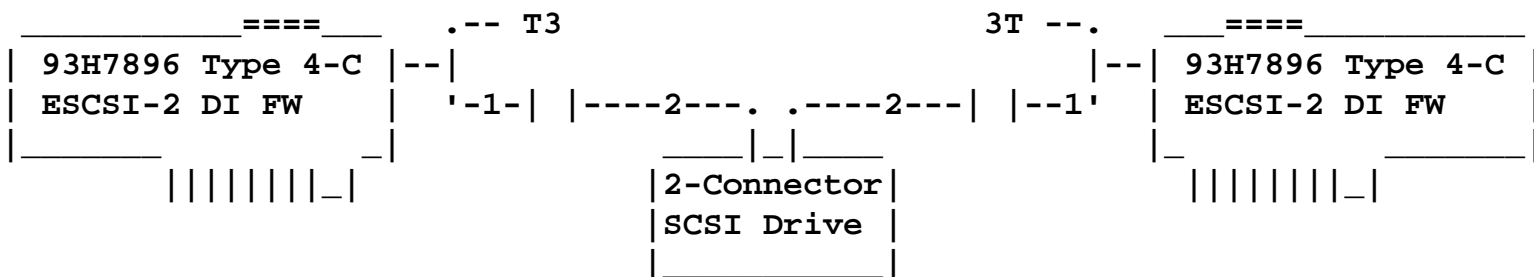 .-- T3 3T --.
93H7896 Type 4-C |--| |--| 93H7896 Type 4-C
ESCSI-2 DI FW | '-1-| |----2---. .----2---| |--1' | ESCSI-2 DI FW
2-Connector
SCSI Drive